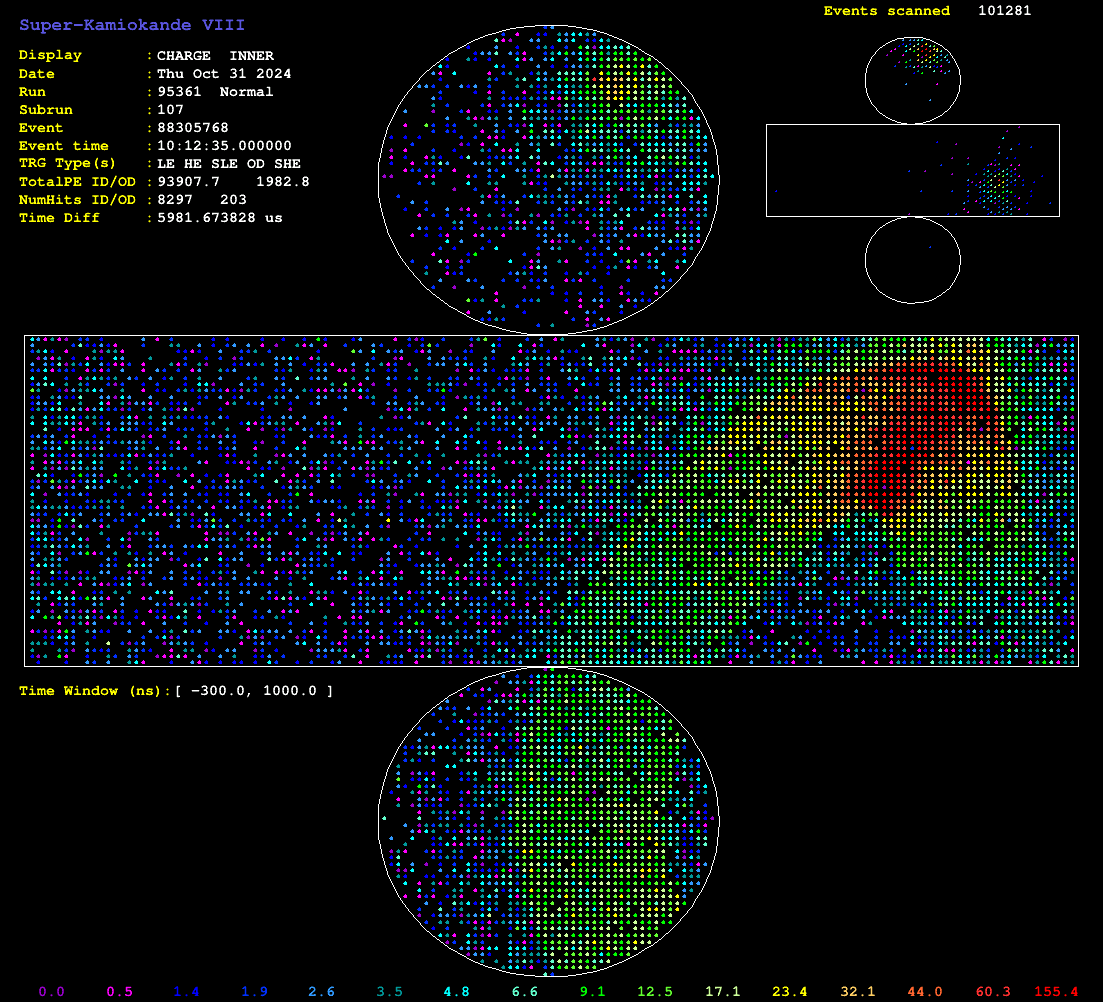 Events scanned 101281
Super-Kamiokande VIII
Display : CHARGE INNER
Date : Thu Oct 31 2024
Run : 95361 Normal
Subrun : 107
Event : 88305768
Event time : 10:12:35.000000
TRG Type(s) : LE HE SLE OD SHE
TotalPE ID/OD : 93907.7 1982.8
NumHits ID/OD : 8297 203
Time Diff : 5981.673828 us
Time Window (ns):[ -300.0, 1000.0 ]
0.0 0.5 1.4 1.9 2.6 3.5 4.8 6.6 9.1 12.5 17.1 23.4 32.1 44.0 60.3 155.4